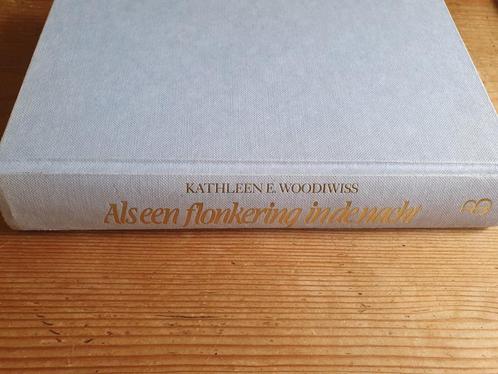 KATHLEEN E. WOODIWISS
Als een flonkering in de nacht